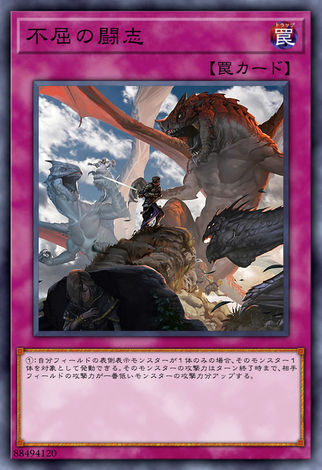 不屈の闘志
トラップ
罠
【罠カード】
①:自分フィールドの表側表示モンスターが1体のみの場合、そのモンスター1
体を対象として発動できる。そのモンスターの攻撃力はターン終了時まで、相手
フィールドの攻撃力が一番低いモンスターの攻撃力分アップする。
88494120